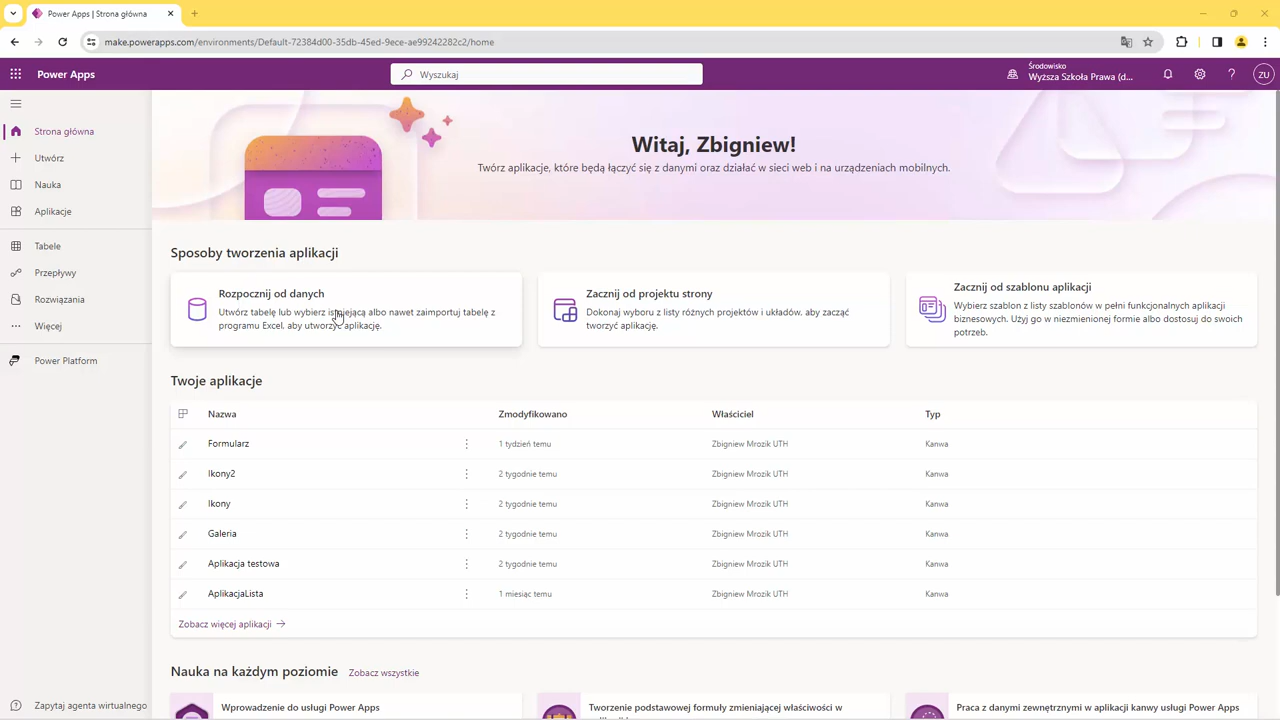 Power Apps | Strona główna
make.powerapps.com/environments/Default-72384d00-35db-45ed-9ece-ae99242282c2/home
Power Apps
Wyszukaj
Środowisko
Wyższa Szkoła Prawa (d...
ZU
Strona główna
Utwórz
Nauka
Aplikacje
Tabele
Przepływy
Rozwiązania
Więcej
Power Platform
Zapytaj agenta wirtualnego
Witaj, Zbigniew!
Twórz aplikacje, które będą łączyć się z danymi oraz działać w sieci web i na urządzeniach mobilnych.
Sposoby tworzenia aplikacji
Rozpocznij od danych
Utwórz tabelę lub wybierz istniejącą albo nawet zaimportuj tabelę z
programu Excel, aby utworzyć aplikację.
Zacznij od projektu strony
Dokonaj wyboru z listy różnych projektów i układów, aby zacząć
tworzyć aplikację.
Zacznij od szablonu aplikacji
Wybierz szablon z listy szablonów w pełni funkcjonalnych aplikacji
biznesowych. Użyj go w niezmienionej formie albo dostosuj do swoich
potrzeb.
Twoje aplikacje
Nazwa Zmodyfikowano Właściciel Typ
Formularz 1 tydzień temu Zbigniew Mrozik UTH Kanwa
Ikony2 2 tygodnie temu Zbigniew Mrozik UTH Kanwa
Ikony 2 tygodnie temu Zbigniew Mrozik UTH Kanwa
Galeria 2 tygodnie temu Zbigniew Mrozik UTH Kanwa
Aplikacja testowa 2 tygodnie temu Zbigniew Mrozik UTH Kanwa
AplikacjaLista 1 miesiąc temu Zbigniew Mrozik UTH Kanwa
Zobacz więcej aplikacji
Nauka na każdym poziomie Zobacz wszystkie
Wprowadzenie do usługi Power Apps
Tworzenie podstawowej formuły zmieniającej właściwości w
Praca z danymi zewnętrznymi w aplikacji kanwy usługi Power Apps